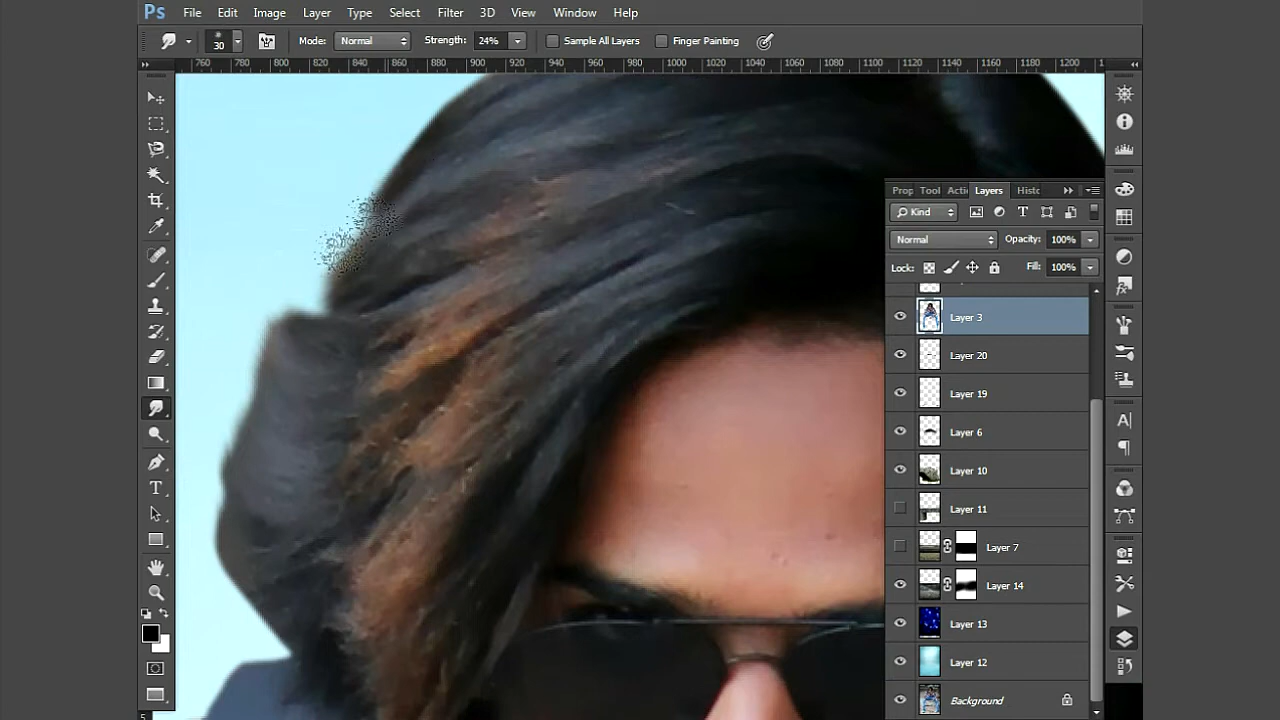 Ps File Edit Image Layer Type Select Filter 3D View Window Help
30 Mode: Normal Strength: 24% Sample All Layers Finger Painting
760 780 800 820 840 860 880 900 920 940 960 980 1000 1020 1040 1060 1080 1100 1120 1140 1160 1180 1200 1
Prop Tool Actio Layers Histo
Kind
Normal Opacity: 100%
Lock: Fill: 100%
Layer 3
Layer 20
Layer 19
Layer 6
Layer 10
Layer 11
Layer 7
Layer 14
Layer 13
Layer 12
Background
5